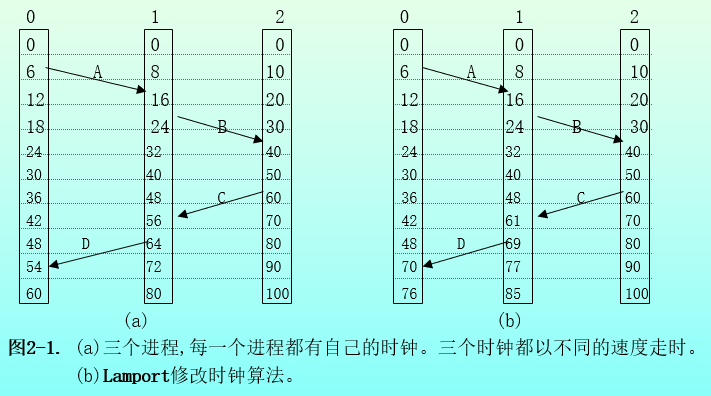 0 1 2 0 1 2
0 0 0 0 0 0
6 A 8 10 6 A 8 10
12 16 20 12 16 20
18 24 B 30 18 24 B 30
24 32 40 24 32 40
30 40 50 30 40 50
36 48 C 60 36 48 C 60
42 56 70 42 61 70
48 D 64 80 48 D 69 80
54 72 90 70 77 90
60 80 100 76 85 100
(a) (b)
图2-1. (a)三个进程,每一个进程都有自己的时钟。三个时钟都以不同的速度走时。
(b)Lamport修改时钟算法。